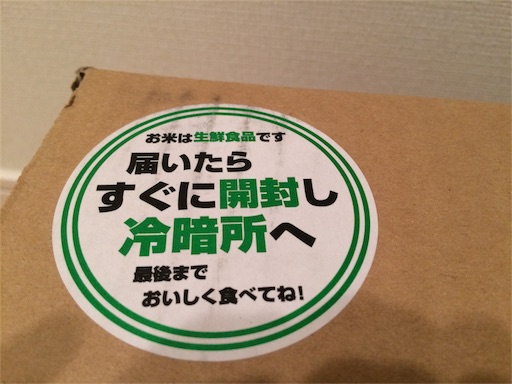 お米は生鮮食品です
届いたら
すぐに開封し
冷暗所へ
最後まで
おいしく食べてね!